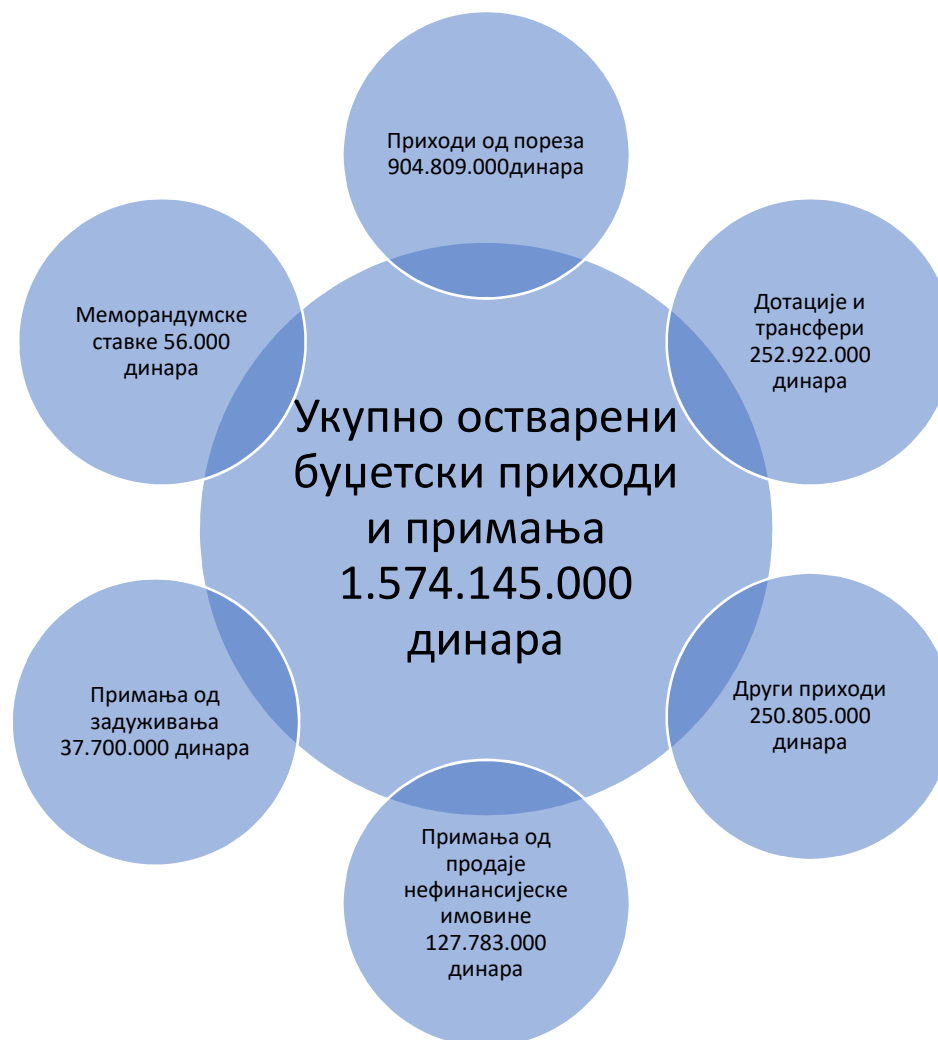 Приходи од пореза
904.809.000динара
Дотације и
трансфери
252.922.000
динара
Други приходи
250.805.000
динара
Примања од
продаје
нефинансијеске
имовине
127.783.000
динара
Примања од
задуживања
37.700.000 динара
Меморандумске
ставке 56.000
динара
Укупно остварени
буџетски приходи
и примања
1.574.145.000
динара